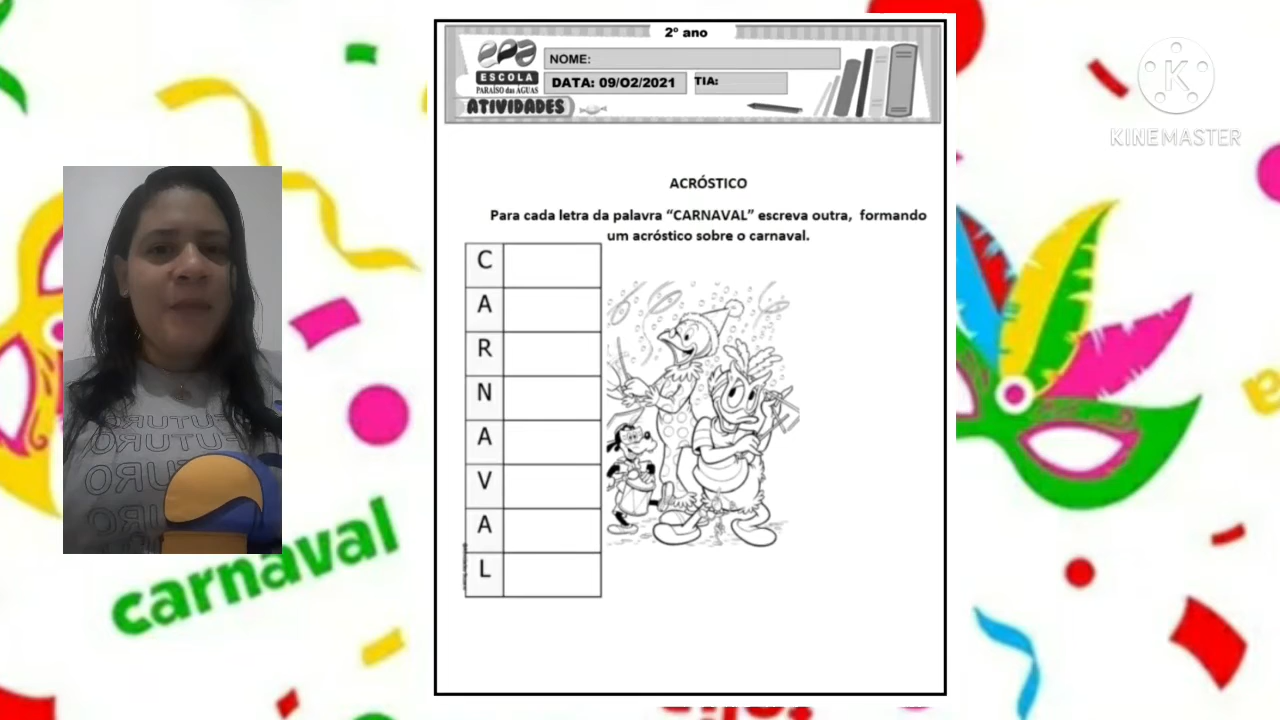 2º ano
NOME:
ESCOLA
PARAÍSO das ÁGUAS
DATA: 09/O2/2021
TIA:
ATIVIDADES
ACRÓSTICO
Para cada letra da palavra “CARNAVAL” escreva outra, formando
um acróstico sobre o carnaval.
C
A
R
N
A
V
A
L
K
KINEMASTER
FUTURO
FUTURO
carnaval